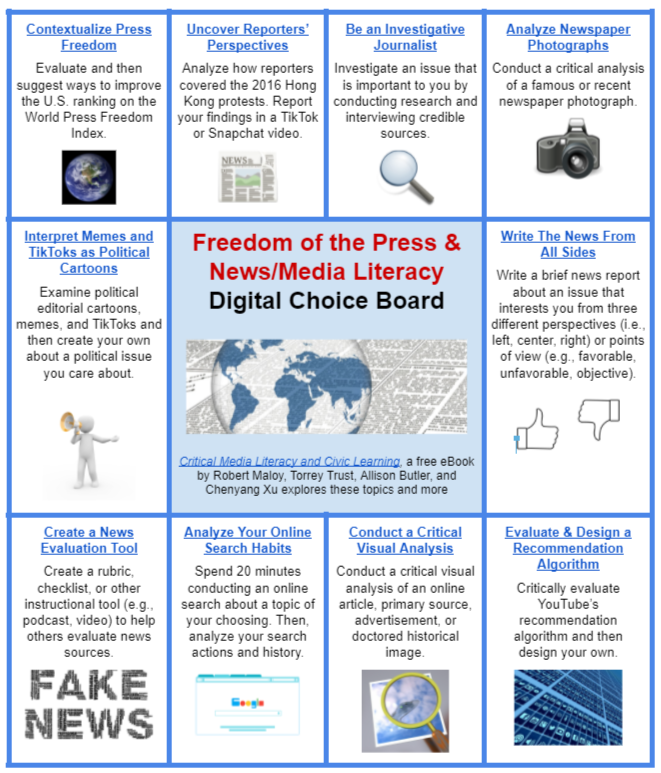 Contextualize Press
Freedom
Evaluate and then
suggest ways to improve
the U.S. ranking on the
World Press Freedom
Index.
Uncover Reporters'
Perspectives
Analyze how reporters
covered the 2016 Hong
Kong protests. Report
your findings in a TikTok
or Snapchat video.
NEWS
Be an Investigative
Journalist
Investigate an issue that
is important to you by
conducting research and
interviewing credible
sources.
Analyze Newspaper
Photographs
Conduct a critical analysis
of a famous or recent
newspaper photograph.
Interpret Memes and
TikToks as Political
Cartoons
Examine political
editorial cartoons,
memes, and TikToks and
then create your own
about a political issue
you care about.
Freedom of the Press &
News/Media Literacy
Digital Choice Board
Critical Media Literacy and Civic Learning, a free eBook
by Robert Maloy, Torrey Trust, Allison Butler, and
Chenyang Xu explores these topics and more
Write The News From
All Sides
Write a brief news report
about an issue that
interests you from three
different perspectives (i.e.,
left, center, right) or points
of view (e.g., favorable,
unfavorable, objective).
Create a News
Evaluation Tool
Create a rubric,
checklist, or other
instructional tool (e.g.,
podcast, video) to help
others evaluate news
sources.
FAKE
NEWS
Analyze Your Online
Search Habits
Spend 20 minutes
conducting an online
search about a topic of
your choosing. Then,
analyze your search
actions and history.
Google
Conduct a Critical
Visual Analysis
Conduct a critical visual
analysis of an online
article, primary source,
advertisement, or
doctored historical
image.
Evaluate & Design a
Recommendation
Algorithm
Critically evaluate
YouTube's
recommendation
algorithm and then
design your own.